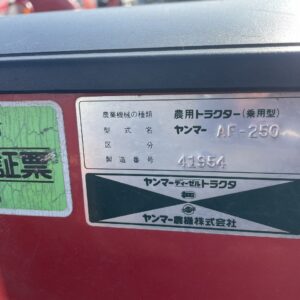 農業機械の種類 農用トラクター(乗用型)
型式名 ヤンマー AF-250
区分
製造番号 41954
ヤンマーディーゼルトラクタ
ヤンマー農機株式会社
証票